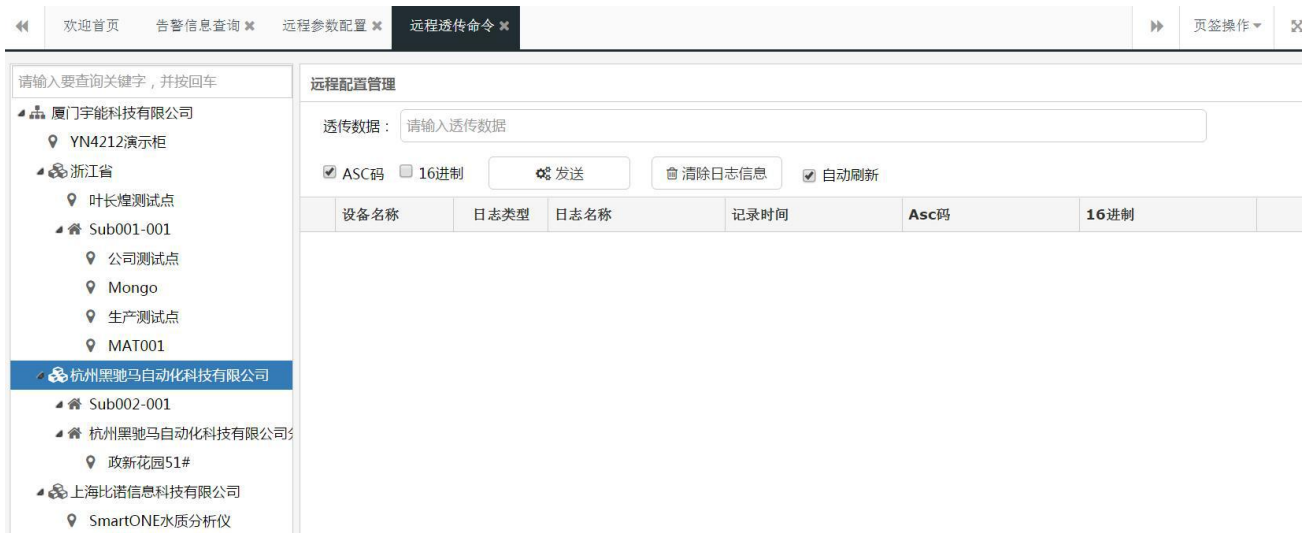 欢迎首页 告警信息查询 远程参数配置 远程透传命令 页签操作
请输入要查询关键字，并按回车
厦门宇能科技有限公司
YN4212演示柜
浙江省
叶长煌测试点
Sub001-001
公司测试点
Mongo
生产测试点
MAT001
杭州黑驰马自动化科技有限公司
Sub002-001
杭州黑驰马自动化科技有限公司
政新花园51#
上海比诺信息科技有限公司
SmartONE水质分析仪
远程配置管理
透传数据： 请输入透传数据
ASC码 16进制 发送 清除日志信息 自动刷新
设备名称 日志类型 日志名称 记录时间 Asc码 16进制